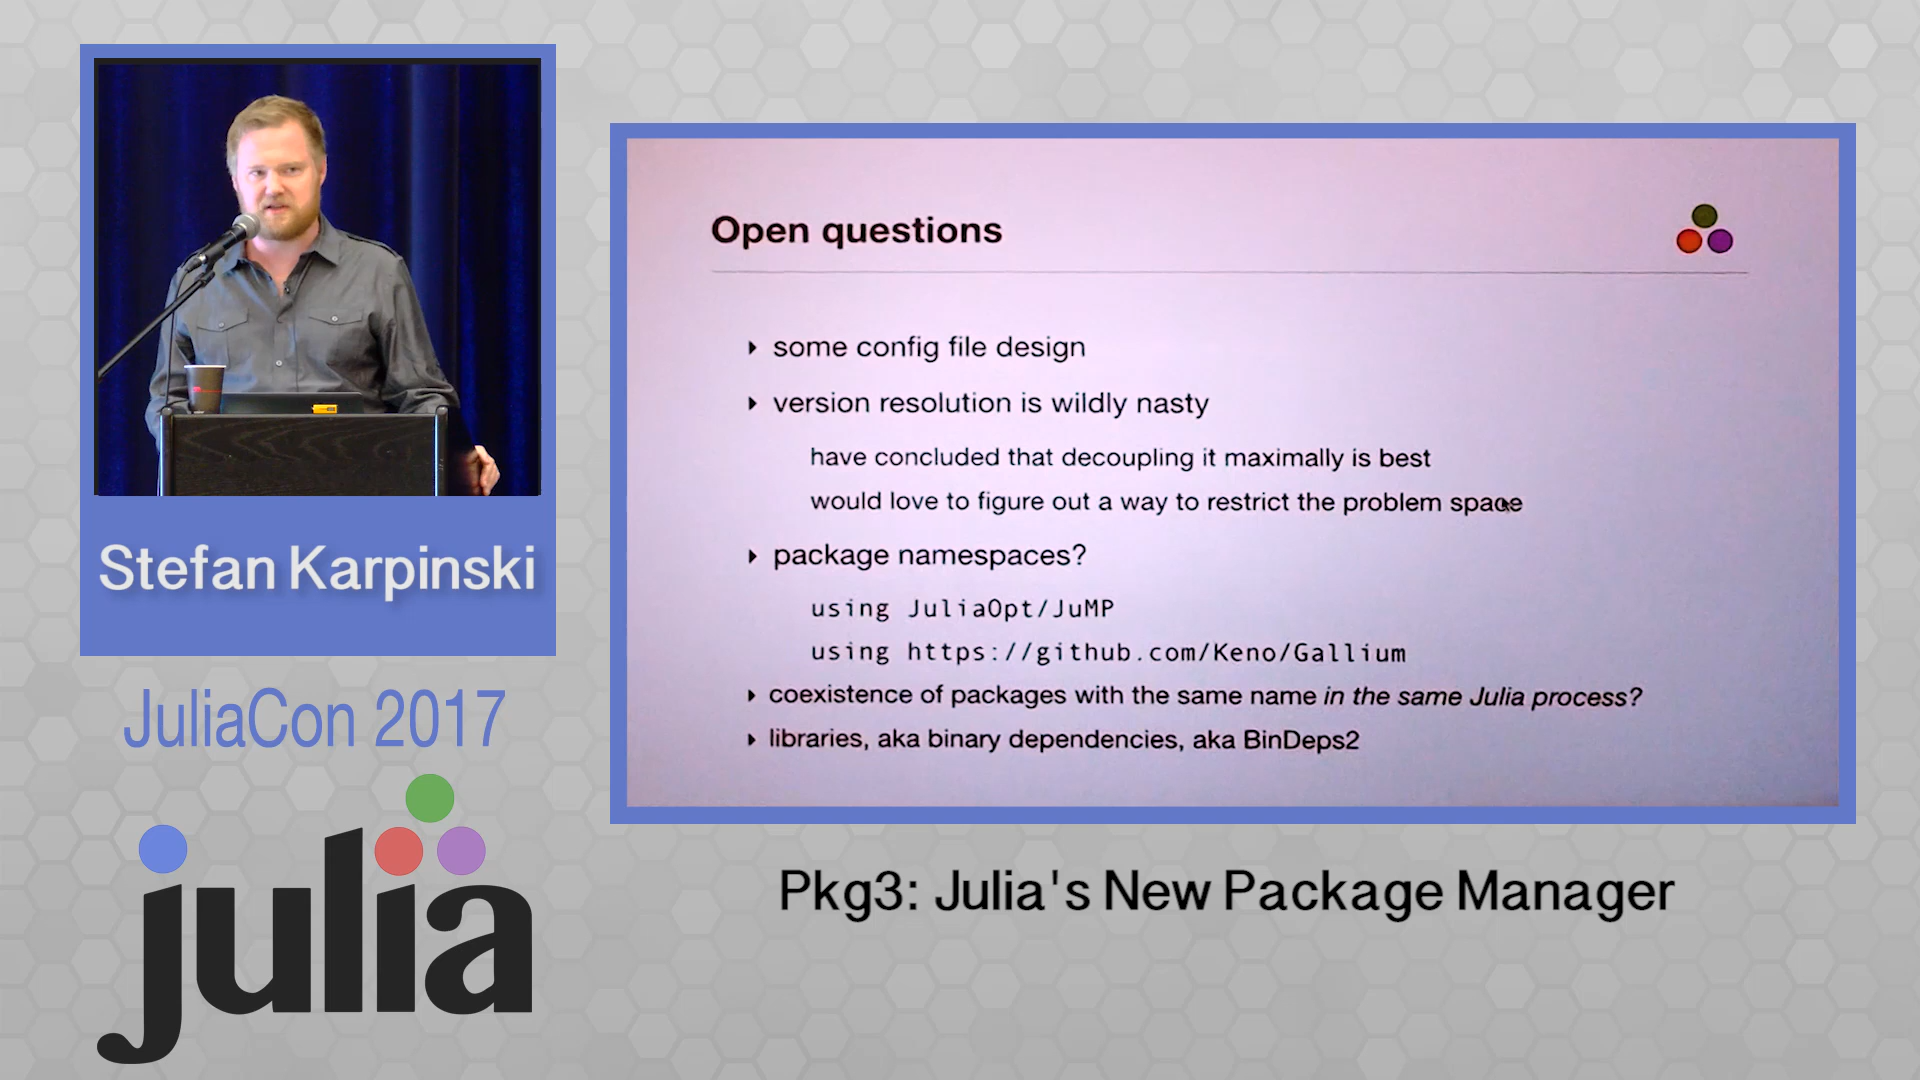 Stefan Karpinski
JuliaCon 2017
julia
Open questions
some config file design
version resolution is wildly nasty
have concluded that decoupling it maximally is best
would love to figure out a way to restrict the problem space
package namespaces?
using JuliaOpt/JuMP
using https://github.com/Keno/Gallium
coexistence of packages with the same name in the same Julia process?
libraries, aka binary dependencies, aka BinDeps2
Pkg3: Julia's New Package Manager